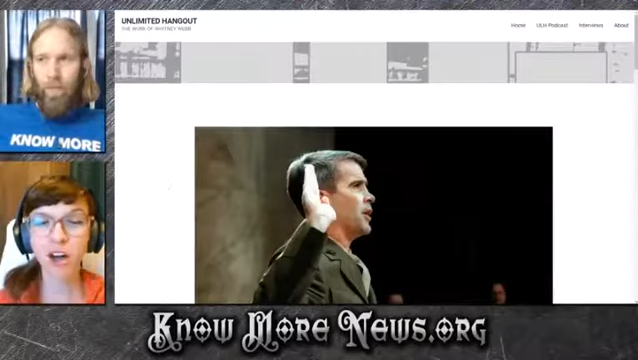 UNLIMITED HANGOUT
THE WORK OF WHITNEY WEBB
Home ULH Podcast Interviews About
KNOW MORE
KNOW MORE NEWS.ORG